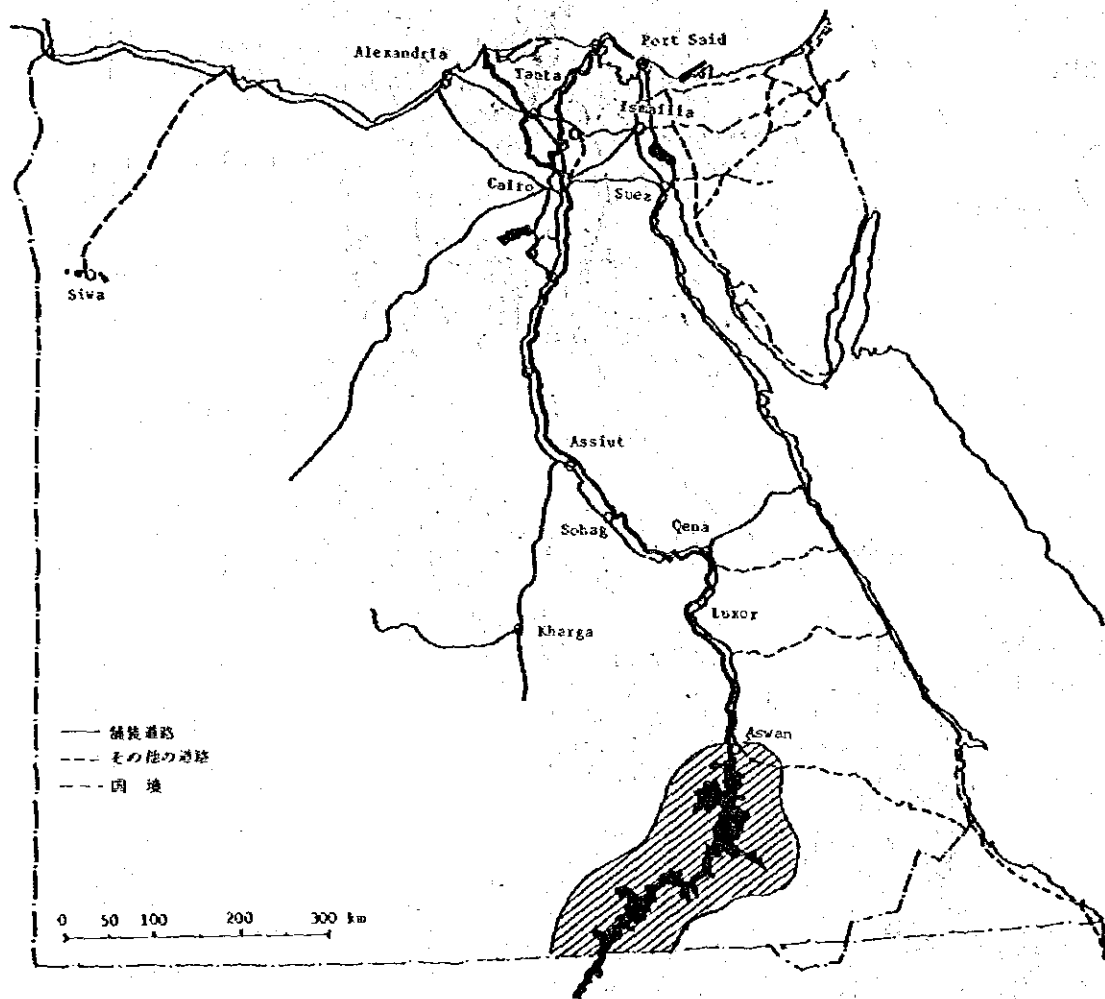 Alexandria
Port Said
Tanta
Ismailia
Cairo
Suez
Siwa
Assiut
Sohag
Qena
Luxor
Kharga
Aswan
舗装道路
その他の道路
国境
0 50 100 200 300 km